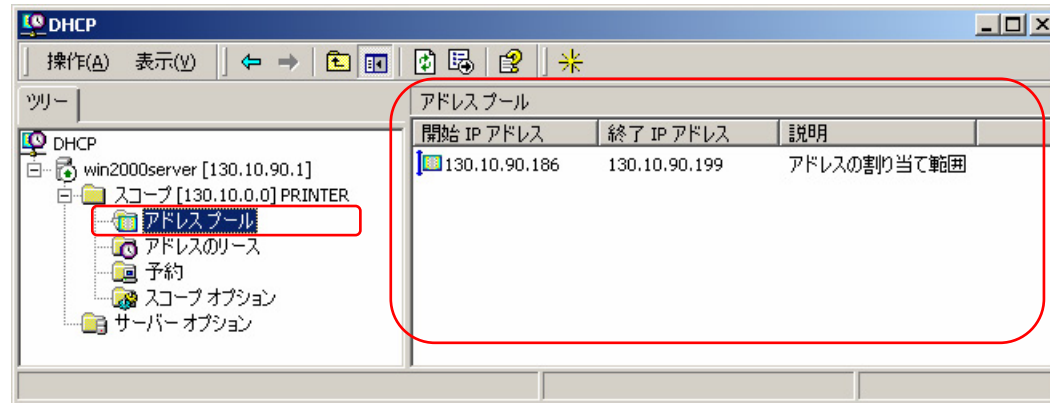 DHCP
操作(A) 表示(V)
ツリー
DHCP
win2000server [130.10.90.1]
スコープ [130.10.0.0] PRINTER
アドレス プール
アドレスのリース
予約
スコープ オプション
サーバー オプション
アドレス プール
開始 IP アドレス 終了 IP アドレス 説明
130.10.90.186 130.10.90.199 アドレスの割り当て範囲